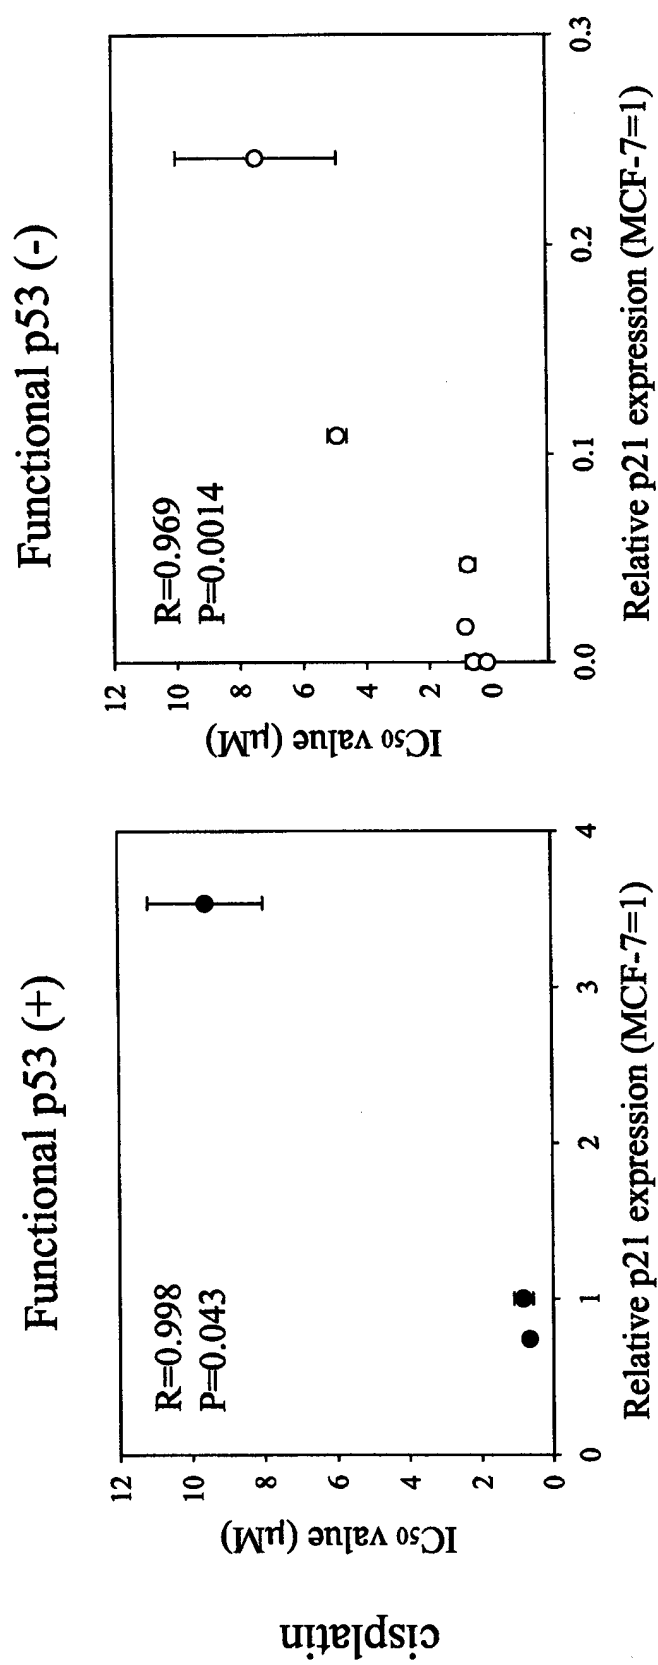 cisplatin
Functional p53 (+)
R=0.998
P=0.043
12
10
8
6
4
2
0
IC50 value (μM)
0
1
2
3
4
Relative p21 expression (MCF-7=1)
Functional p53 (-)
R=0.969
P=0.0014
12
10
8
6
4
2
0
IC50 value (μM)
0.0
0.1
0.2
0.3
Relative p21 expression (MCF-7=1)